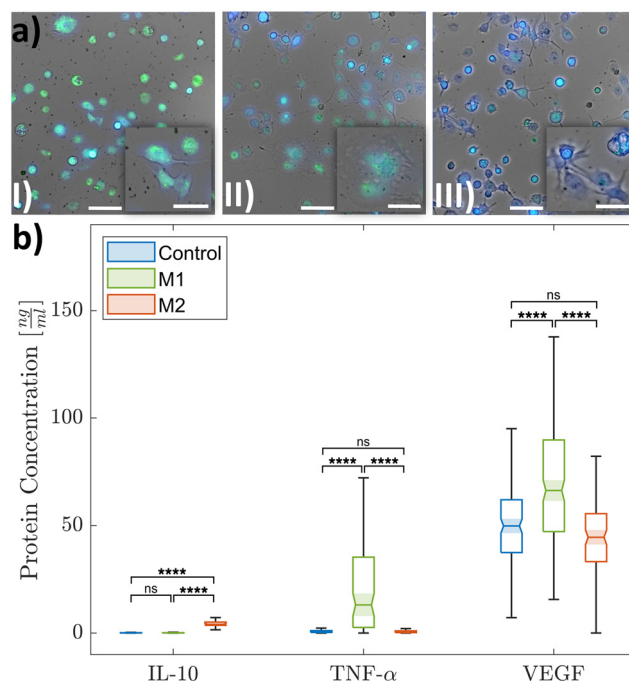 a)
I)
II)
III)
b)
Control
M1
M2
Protein Concentration [ng/ml]
150
100
50
0
ns
****
ns
****
****
ns
****
****
ns
****
****
IL-10
TNF-α
VEGF